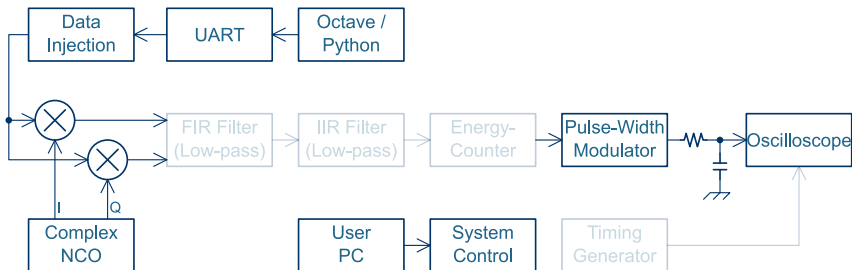 Data
Injection
UART
Octave /
Python
FIR Filter
(Low-pass)
IIR Filter
(Low-pass)
Energy-
Counter
Pulse-Width
Modulator
Oscilloscope
I
Q
Complex
NCO
User
PC
System
Control
Timing
Generator